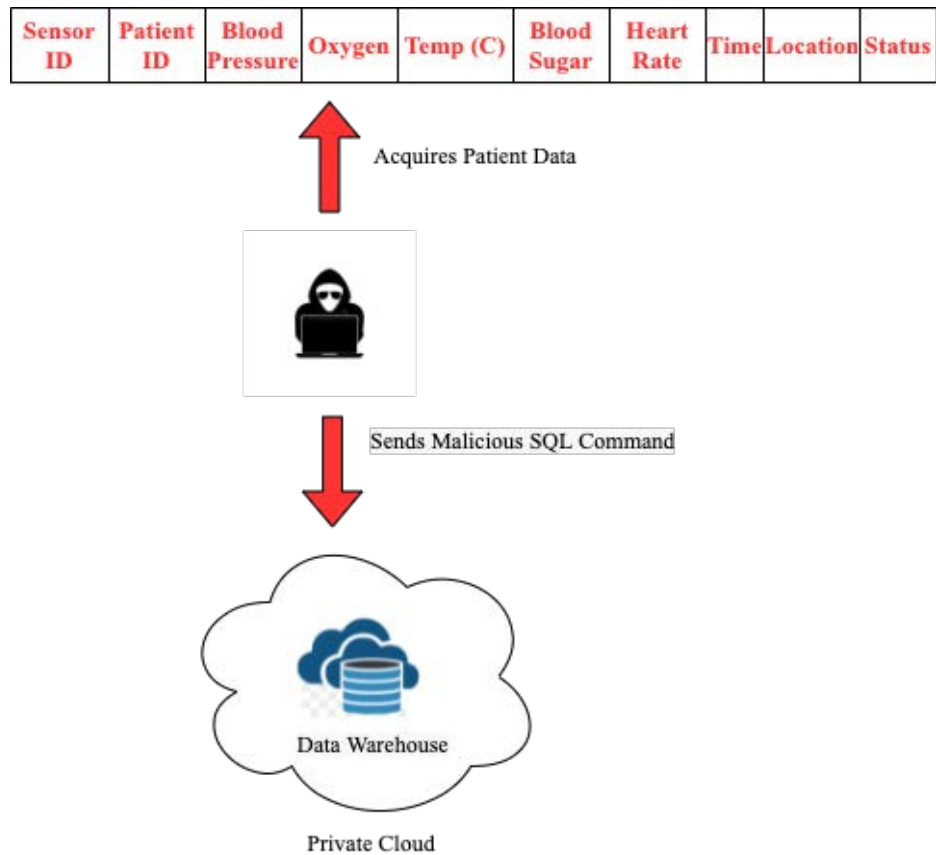 Sensor ID Patient ID Blood Pressure Oxygen Temp (C) Blood Sugar Heart Rate Time Location Status
Acquires Patient Data
Sends Malicious SQL Command
Data Warehouse
Private Cloud